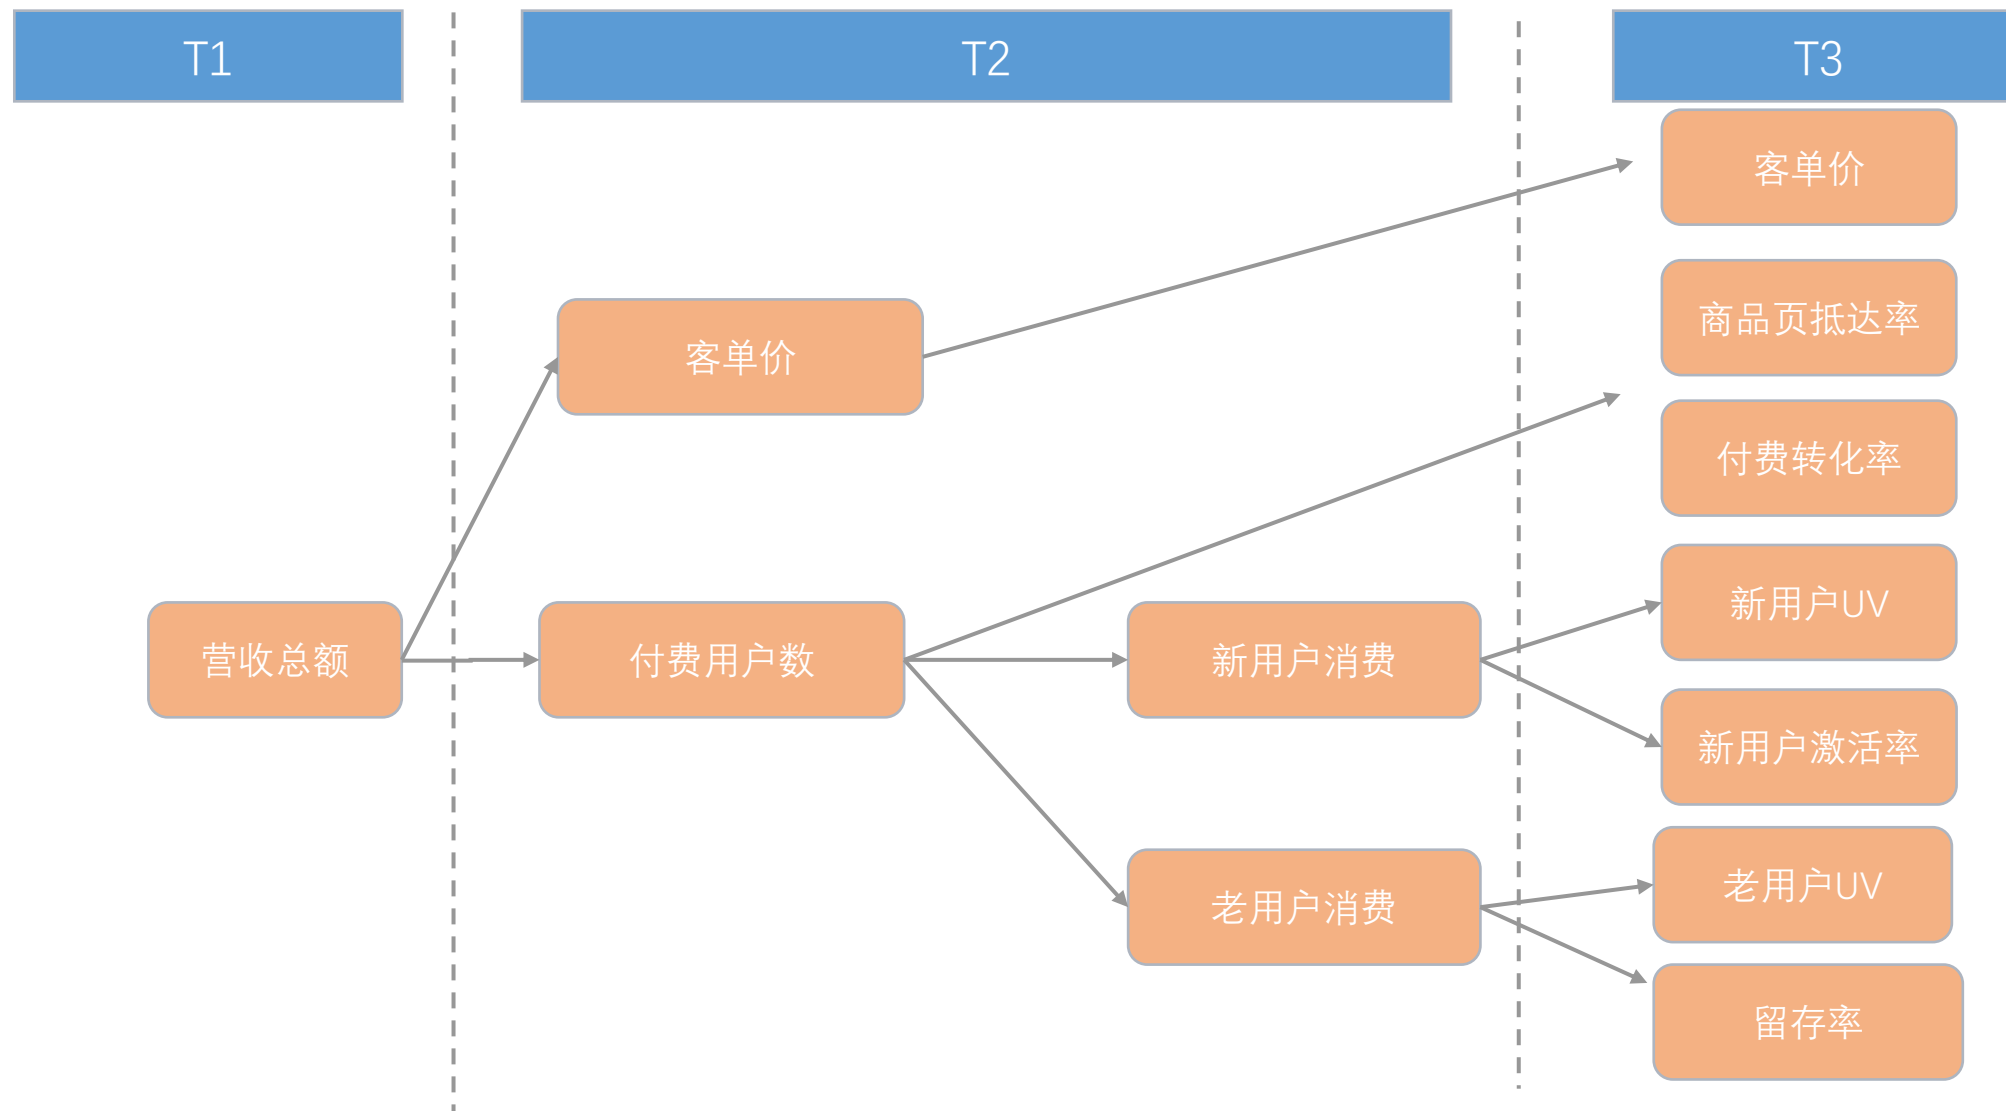 T1
T2
T3
客单价
商品页抵达率
客单价
付费转化率
新用户UV
营收总额
付费用户数
新用户消费
新用户激活率
老用户UV
老用户消费
留存率